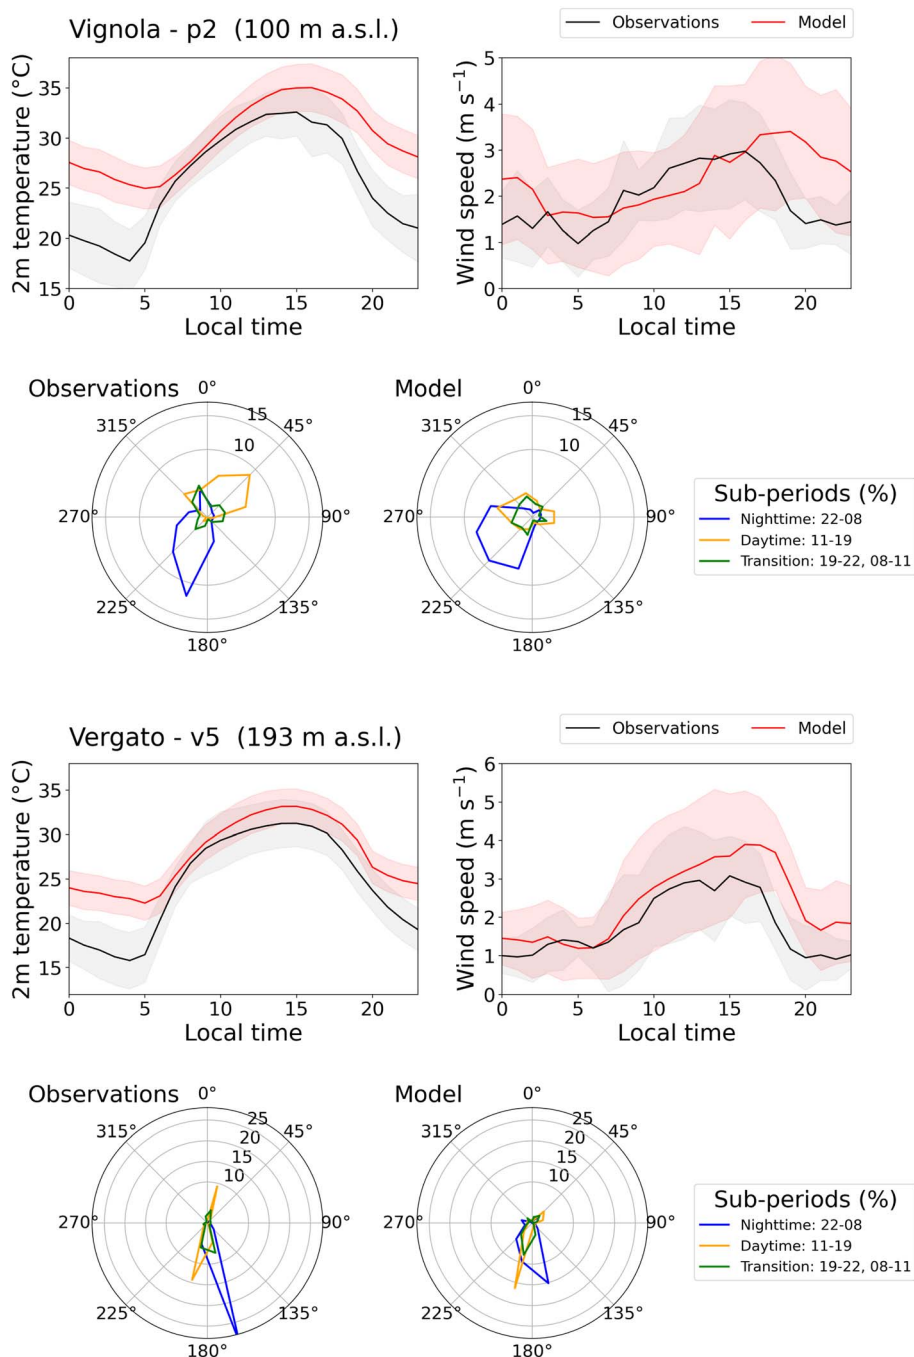 Vignola - p2 (100 m a.s.l.)
Observations Model
2m temperature (°C)
35
30
25
20
15
0 5 10 15 20
Local time
Wind speed (m s⁻¹)
5
4
3
2
1
0
0 5 10 15 20
Local time
Observations
0°
45°
90°
135°
180°
225°
270°
315°
15
10
Model
0°
45°
90°
135°
180°
225°
270°
315°
15
10
Sub-periods (%)
Nighttime: 22-08
Daytime: 11-19
Transition: 19-22, 08-11
Vergato - v5 (193 m a.s.l.)
Observations Model
2m temperature (°C)
35
30
25
20
15
0 5 10 15 20
Local time
Wind speed (m s⁻¹)
6
5
4
3
2
1
0
0 5 10 15 20
Local time
Observations
0°
45°
90°
135°
180°
225°
270°
315°
25
20
15
10
Model
0°
45°
90°
135°
180°
225°
270°
315°
25
20
15
10
Sub-periods (%)
Nighttime: 22-08
Daytime: 11-19
Transition: 19-22, 08-11